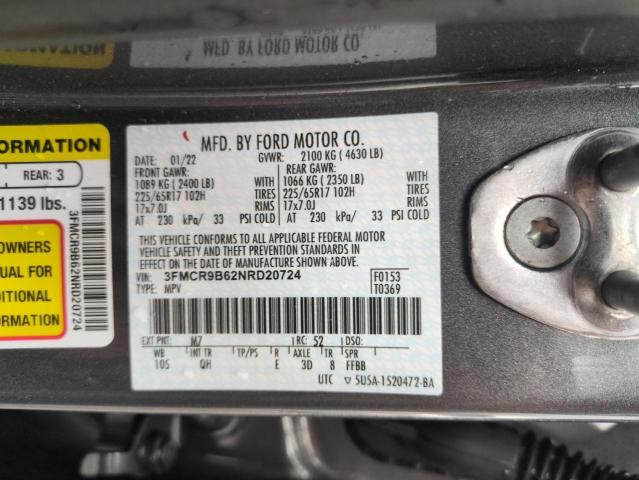 MFD. BY FORD MOTOR CO.
ORMATION
REAR: 3
1139 lbs.
3FMCR9B62NRD20724
OWNERS
UAL FOR
DITIONAL
FORMATION
MFD. BY FORD MOTOR CO.
DATE: 01/22 GVWR: 2100 KG (4630 LB)
FRONT GAWR: REAR GAWR:
1089 KG (2400 LB) WITH 1066 KG (2350 LB) WITH
225/65R17 102H TIRES 225/65R17 102H TIRES
17x7.0J RIMS 17x7.0J RIMS
AT 230 kPa/ 33 PSI COLD AT 230 kPa/ 33 PSI COLD
THIS VEHICLE CONFORMS TO ALL APPLICABLE FEDERAL MOTOR
VEHICLE SAFETY AND THEFT PREVENTION STANDARDS IN
EFFECT ON THE DATE OF MANUFACTURE SHOWN ABOVE.
VIN: 3FMCR9B62NRD20724 F0153
TYPE: MPV T0369
EXT PNT: M7 RC: 52 DSO:
WB INT TR TP/PS R AXLE TR SPR
105 QH E 3D 8 FFBB
UTC ▽5U5A-1520472-BA